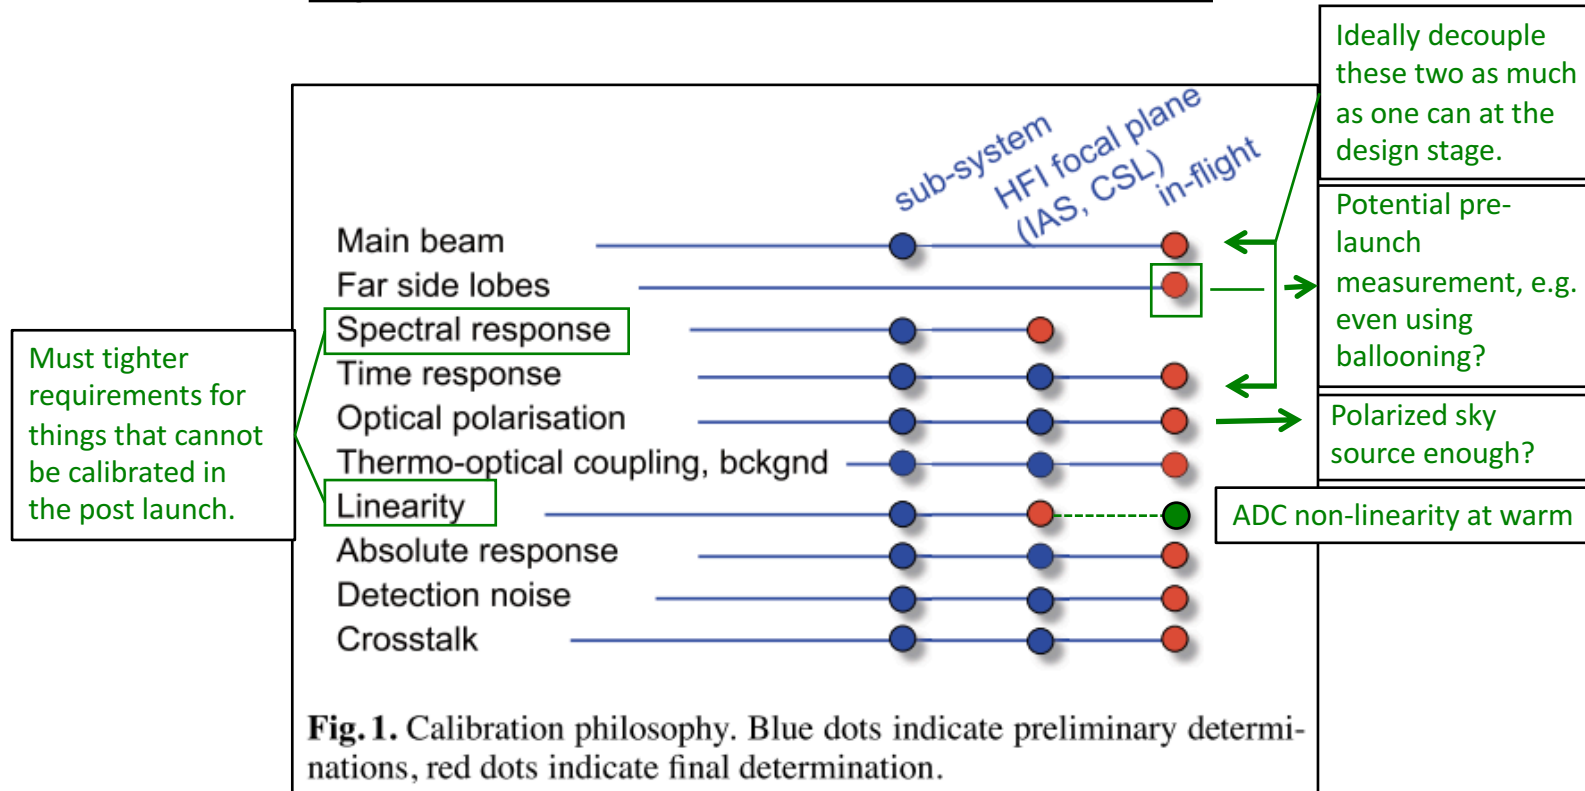 Ideally decouple
these two as much
as one can at the
design stage.
sub-system
HFI focal plane
(IAS, CSL)
in-flight
Potential pre-
launch
measurement, e.g.
even using
ballooning?
Main beam
Far side lobes
Spectral response
Time response
Optical polarisation
Thermo-optical coupling, bckgnd
Linearity
Absolute response
Detection noise
Crosstalk
Must tighter
requirements for
things that cannot
be calibrated in
the post launch.
Polarized sky
source enough?
ADC non-linearity at warm
Fig. 1. Calibration philosophy. Blue dots indicate preliminary determi-
nations, red dots indicate final determination.